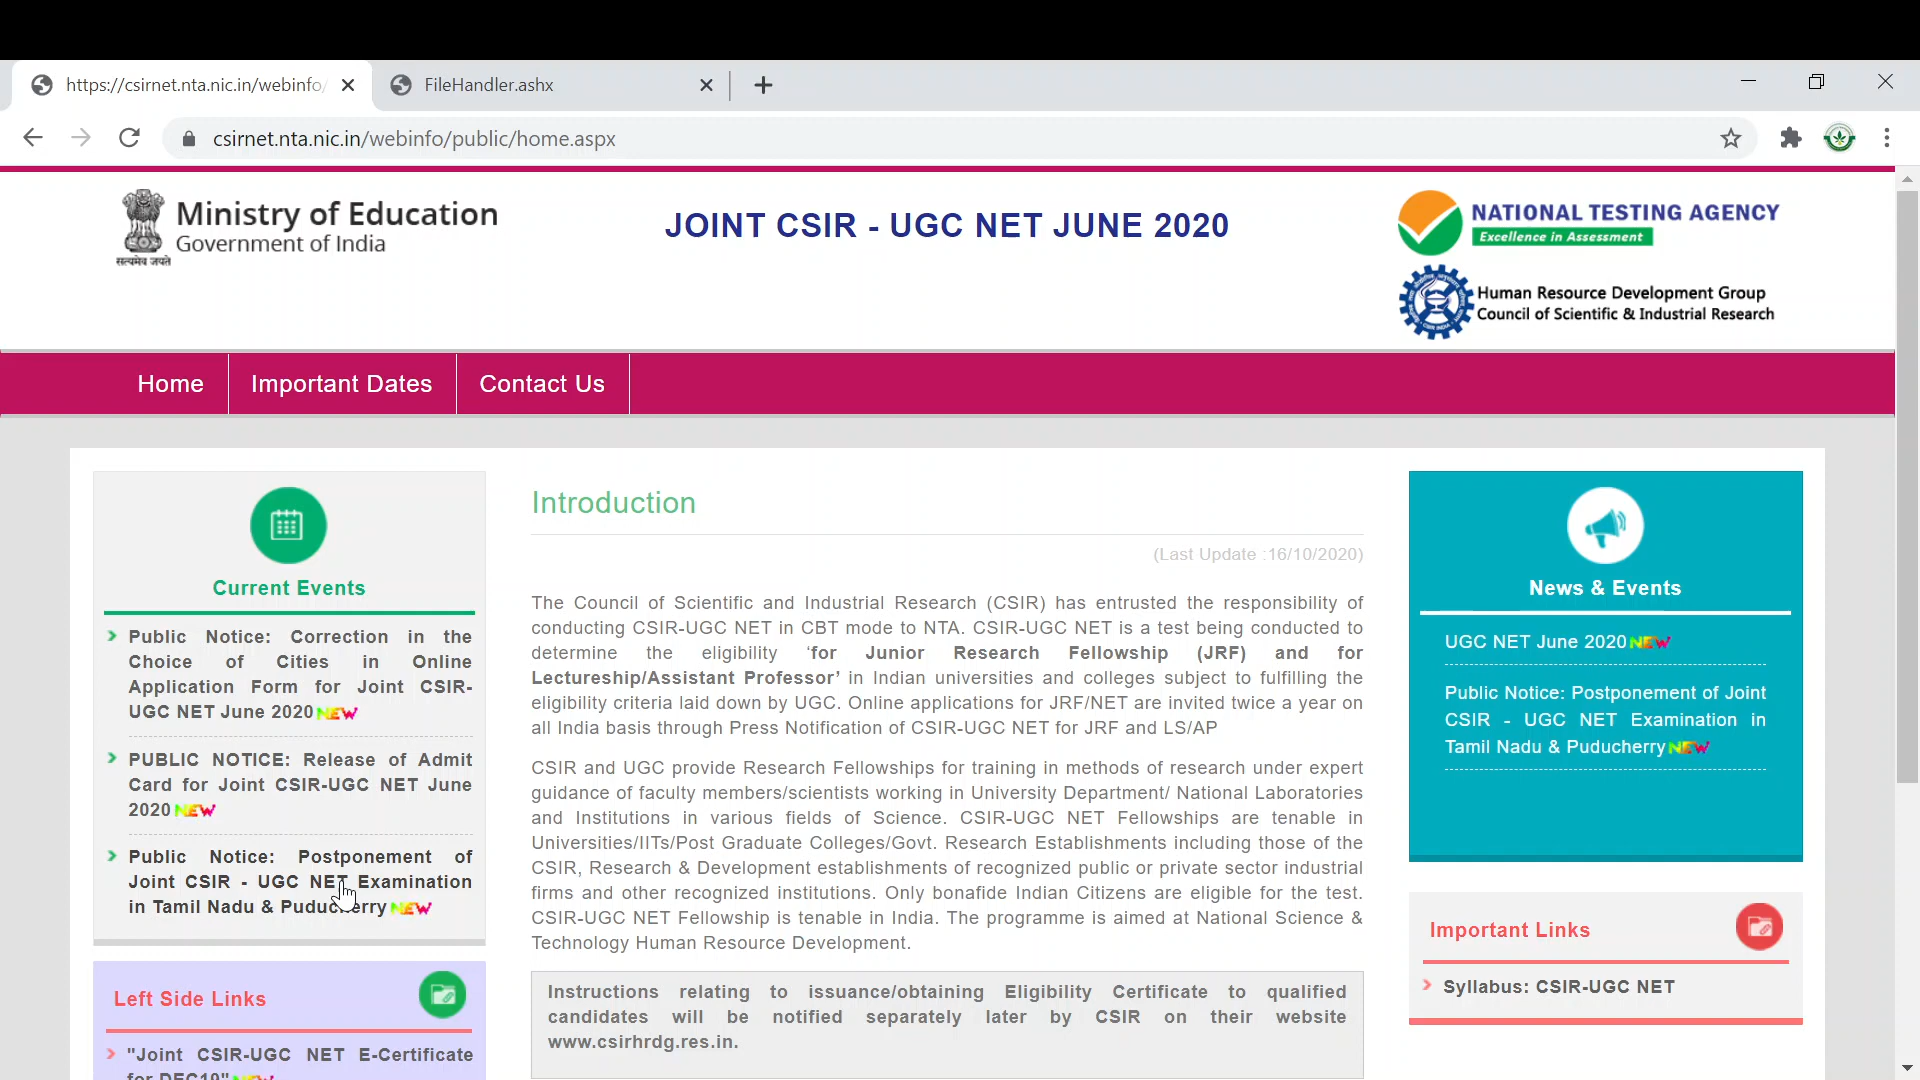 https://csirnet.nta.nic.in/webinfo/
FileHandler.ashx
csirnet.nta.nic.in/webinfo/public/home.aspx
Ministry of Education
Government of India
सत्यमेव जयते
JOINT CSIR - UGC NET JUNE 2020
NATIONAL TESTING AGENCY
Excellence in Assessment
Human Resource Development Group
Council of Scientific & Industrial Research
Home
Important Dates
Contact Us
Current Events
Public Notice: Correction in the
Choice of Cities in Online
Application Form for Joint CSIR-
UGC NET June 2020 NEW
PUBLIC NOTICE: Release of Admit
Card for Joint CSIR-UGC NET June
2020 NEW
Public Notice: Postponement of
Joint CSIR - UGC NET Examination
in Tamil Nadu & Puducherry NEW
Left Side Links
"Joint CSIR-UGC NET E-Certificate
for DEC19" NEW
Introduction
(Last Update :16/10/2020)
The Council of Scientific and Industrial Research (CSIR) has entrusted the responsibility of
conducting CSIR-UGC NET in CBT mode to NTA. CSIR-UGC NET is a test being conducted to
determine the eligibility ‘for Junior Research Fellowship (JRF) and for
Lectureship/Assistant Professor’ in Indian universities and colleges subject to fulfilling the
eligibility criteria laid down by UGC. Online applications for JRF/NET are invited twice a year on
all India basis through Press Notification of CSIR-UGC NET for JRF and LS/AP
CSIR and UGC provide Research Fellowships for training in methods of research under expert
guidance of faculty members/scientists working in University Department/ National Laboratories
and Institutions in various fields of Science. CSIR-UGC NET Fellowships are tenable in
Universities/IITs/Post Graduate Colleges/Govt. Research Establishments including those of the
CSIR, Research & Development establishments of recognized public or private sector industrial
firms and other recognized institutions. Only bonafide Indian Citizens are eligible for the test.
CSIR-UGC NET Fellowship is tenable in India. The programme is aimed at National Science &
Technology Human Resource Development.
Instructions relating to issuance/obtaining Eligibility Certificate to qualified
candidates will be notified separately later by CSIR on their website
www.csirhrdg.res.in.
News & Events
UGC NET June 2020 NEW
Public Notice: Postponement of Joint
CSIR - UGC NET Examination in
Tamil Nadu & Puducherry NEW
Important Links
Syllabus: CSIR-UGC NET